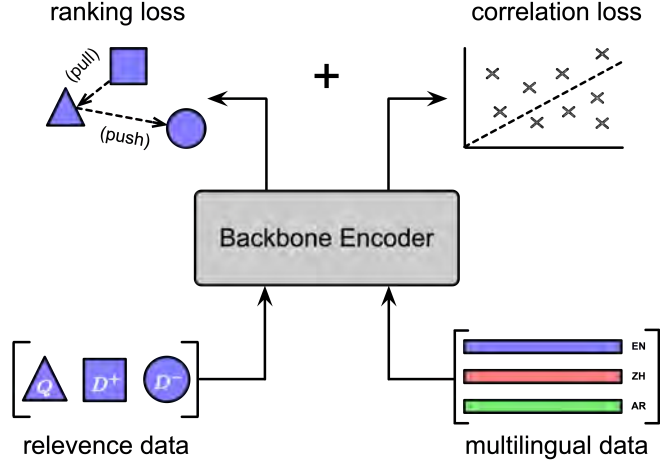 ranking loss
correlation loss
(pull)
+
(push)
Backbone Encoder
Q D+ D−
EN
ZH
AR
relevence data
multilingual data